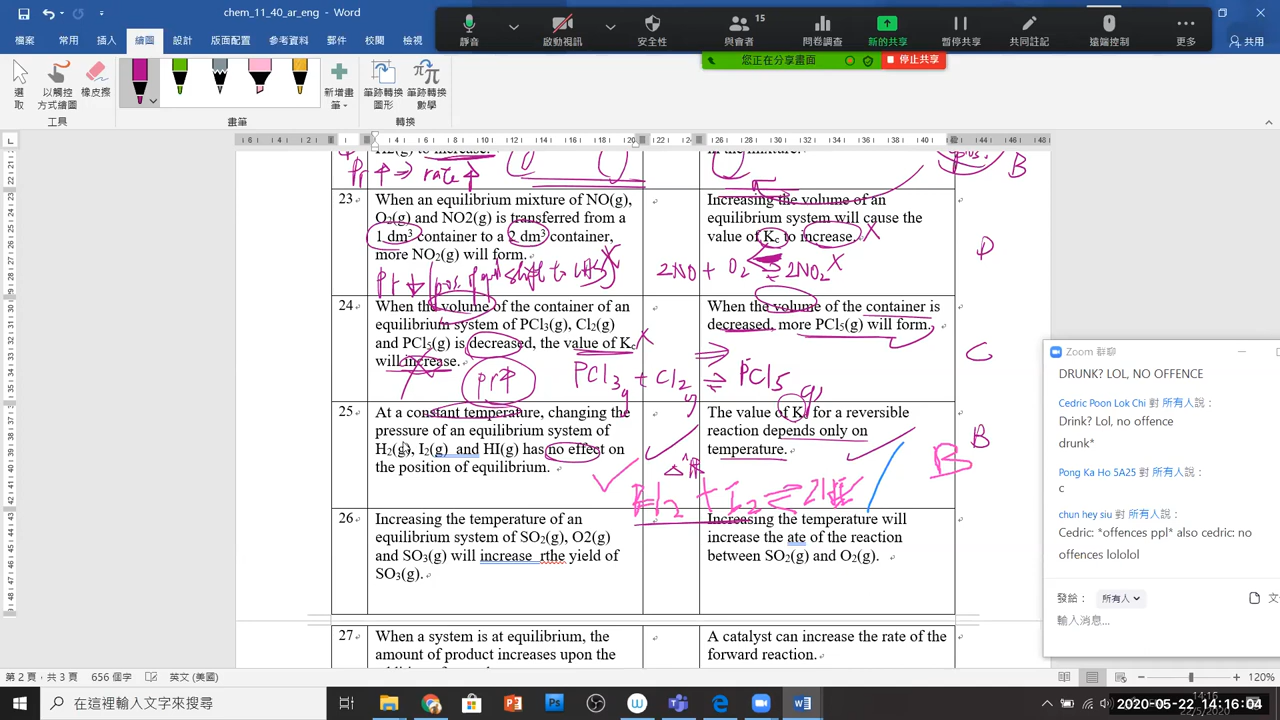 chem_11_40_ar_eng - Word
靜音
啟動視訊
安全性
15
與會者
問卷調查
新的共享
暫停共享
共同註記
遠端控制
更多
檔案
常用
插入
繪圖
設計
版面配置
參考資料
郵件
校閱
檢視
共用
您正在分享畫面
停止共享
選取
以觸控方式繪圖
橡皮擦
新增畫筆
筆跡轉換圖形
筆跡轉換數學
工具
畫筆
轉換
H2(g) to increase.
in the mixture.
Pr ↑ → rate ↑
B
23
When an equilibrium mixture of NO(g),
O2(g) and NO2(g) is transferred from a
1 dm³ container to a 2 dm³ container,
more NO2(g) will form.
Increasing the volume of an
equilibrium system will cause the
value of Kc to increase.
Pr ↓
shift to LHS
2NO + O2 ⇌ 2NO2
D
24
When the volume of the container of an
equilibrium system of PCl3(g), Cl2(g)
and PCl5(g) is decreased, the value of Kc
will increase.
When the volume of the container is
decreased, more PCl5(g) will form.
pr↑
PCl3 g + Cl2 g ⇌ PCl5 g
C
25
At a constant temperature, changing the
pressure of an equilibrium system of
H2(g), I2(g) and HI(g) has no effect on
the position of equilibrium.
The value of Kc for a reversible
reaction depends only on
temperature.
B
B
H2 + I2 ⇌ 2HI
26
Increasing the temperature of an
equilibrium system of SO2(g), O2(g)
and SO3(g) will increase rthe yield of
SO3(g).
Increasing the temperature will
increase the ate of the reaction
between SO2(g) and O2(g).
27
When a system is at equilibrium, the
amount of product increases upon the
A catalyst can increase the rate of the
forward reaction.
Zoom 群聊
DRUNK? LOL, NO OFFENCE
Cedric Poon Lok Chi 對 所有人說：
Drink? Lol, no offence
drunk*
Pong Ka Ho 5A25 對 所有人說：
c
chun hey siu 對 所有人說：
Cedric: *offences ppl* also cedric: no
offences lololol
發給：
所有人
輸入消息...
第 2 頁，共 3 頁
656 個字
英文 (美國)
120%
在這裡輸入文字來搜尋
2020-05-22 14:16:04